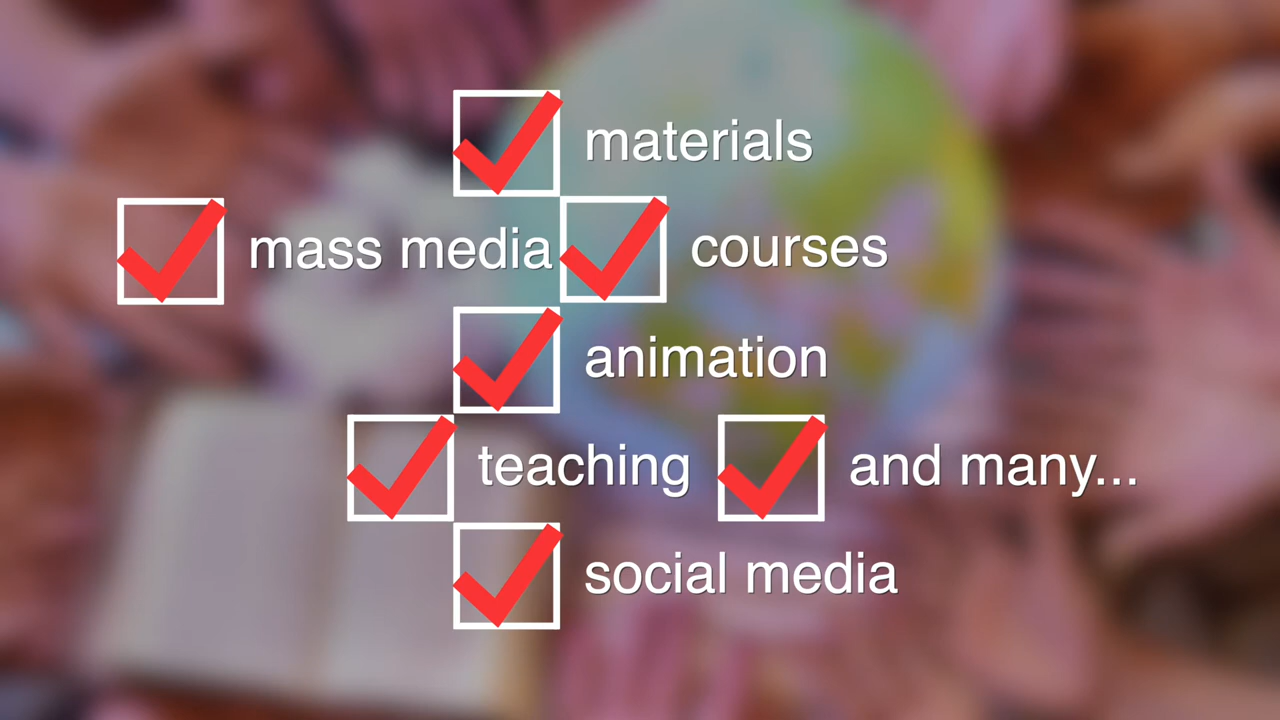 materials
mass media courses
animation
teaching and many...
social media